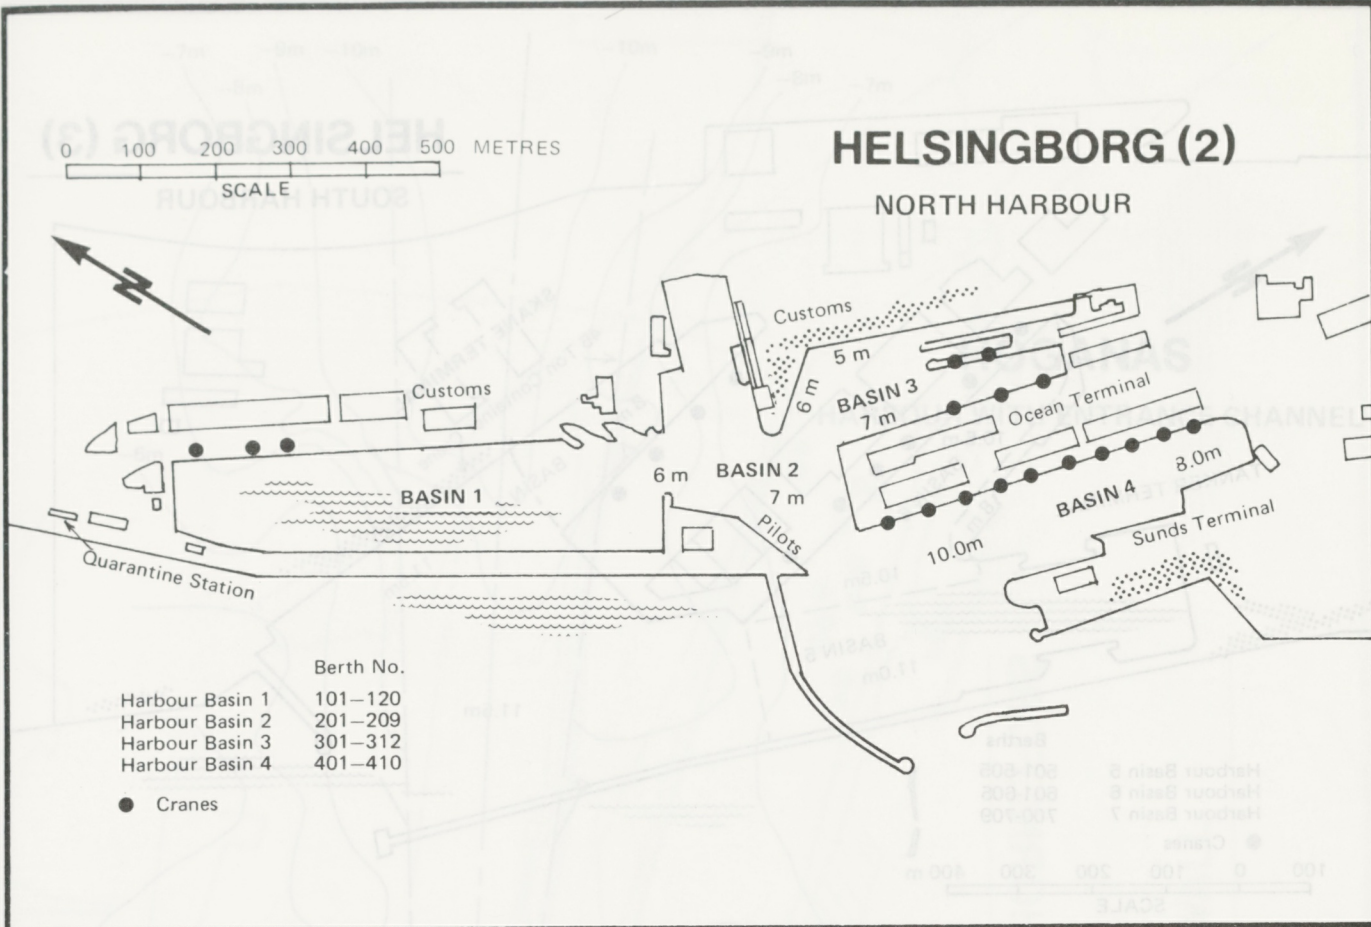 HELSINGBORG (2)
NORTH HARBOUR
0 100 200 300 400 500 METRES
SCALE
N
Customs
Customs
5 m
6 m
BASIN 3
7 m
Ocean Terminal
6 m
BASIN 2
7 m
BASIN 1
8.0m
BASIN 4
Pilots
Sunds Terminal
10.0m
Quarantine Station
Berth No.
Harbour Basin 1 101–120
Harbour Basin 2 201–209
Harbour Basin 3 301–312
Harbour Basin 4 401–410
Cranes